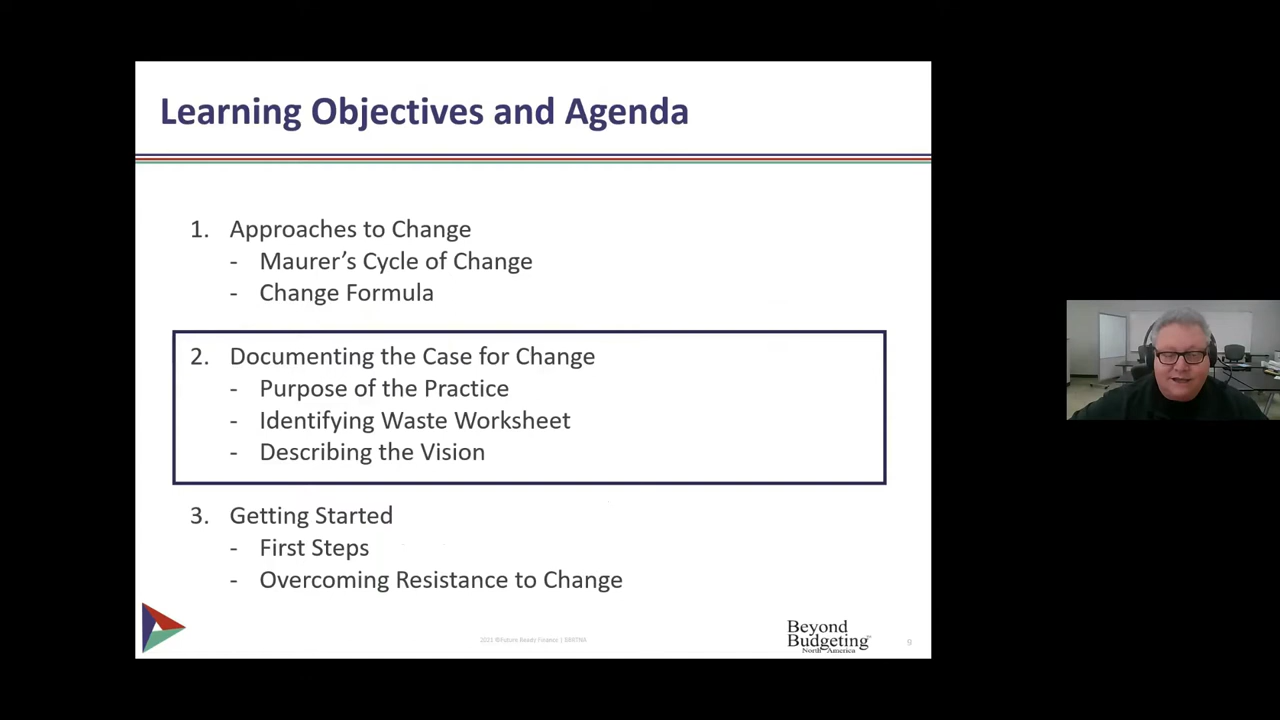 Learning Objectives and Agenda
1. Approaches to Change
- Maurer's Cycle of Change
- Change Formula
2. Documenting the Case for Change
- Purpose of the Practice
- Identifying Waste Worksheet
- Describing the Vision
3. Getting Started
- First Steps
- Overcoming Resistance to Change
Beyond
Budgeting
North America
9